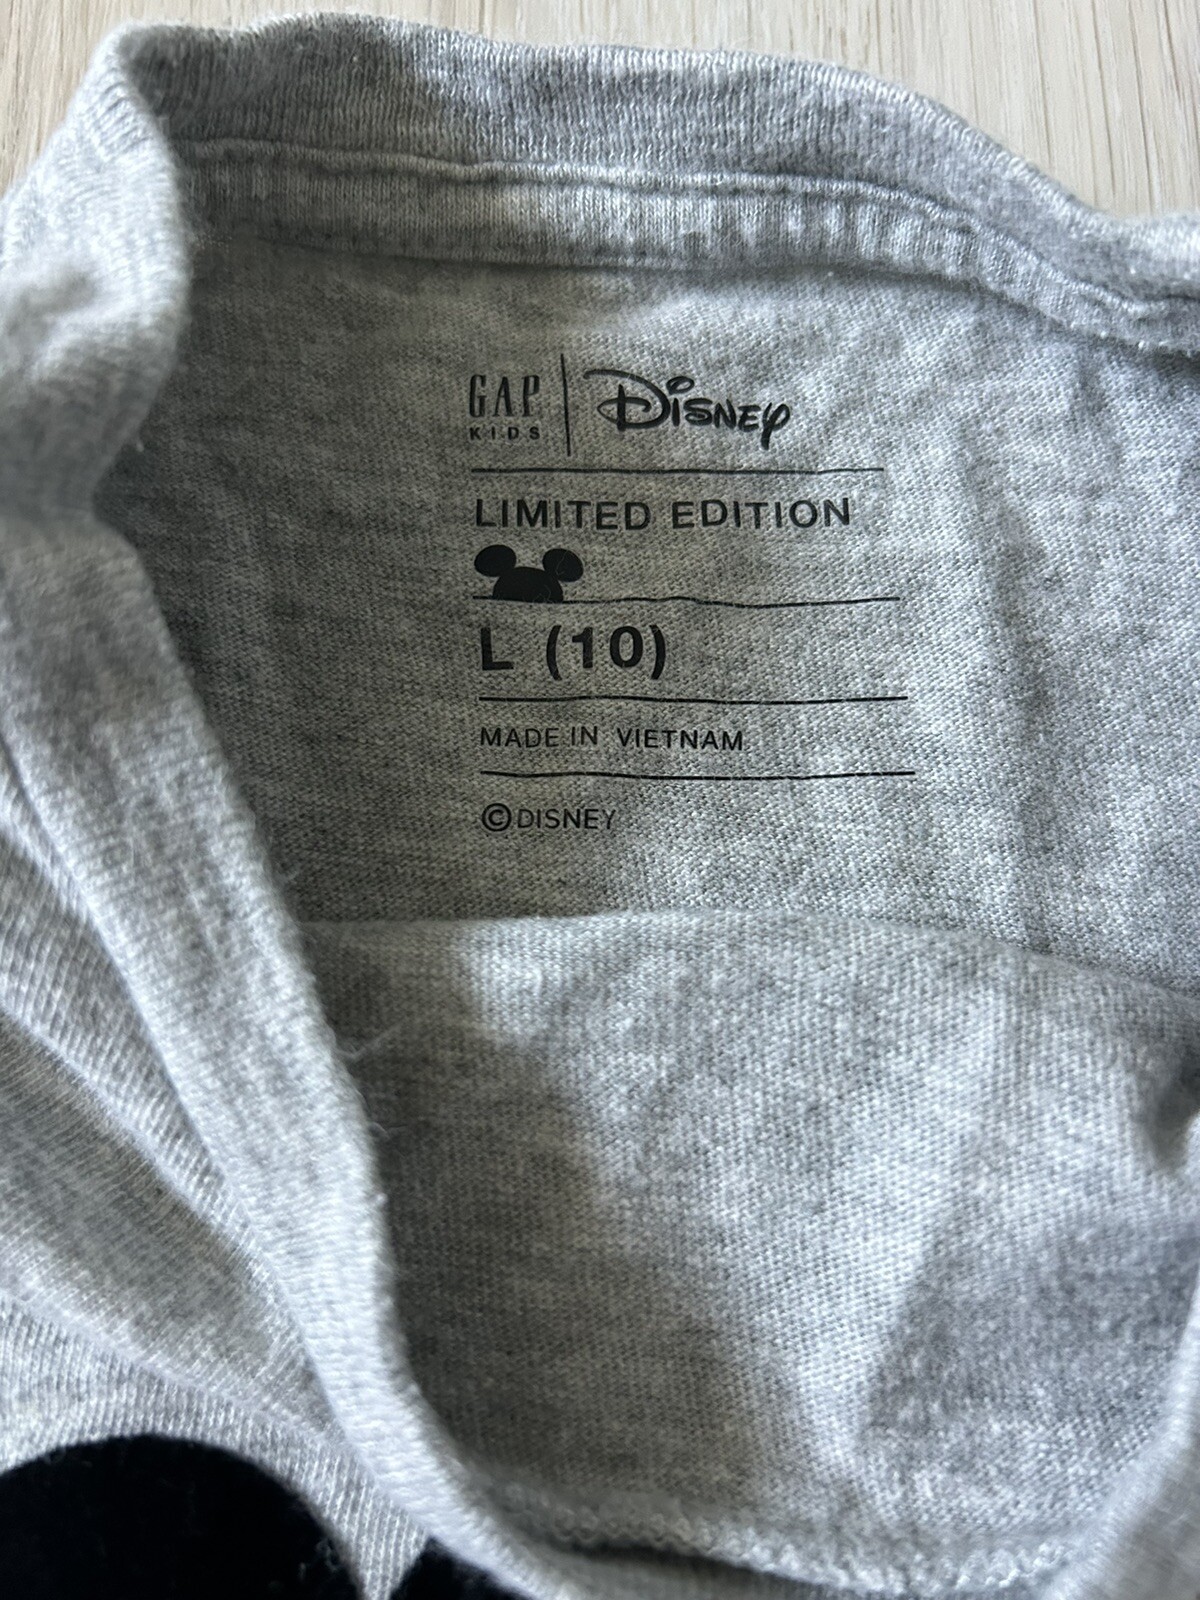 GAP KIDS | Disney
LIMITED EDITION
L (10)
MADE IN VIETNAM
©DISNEY